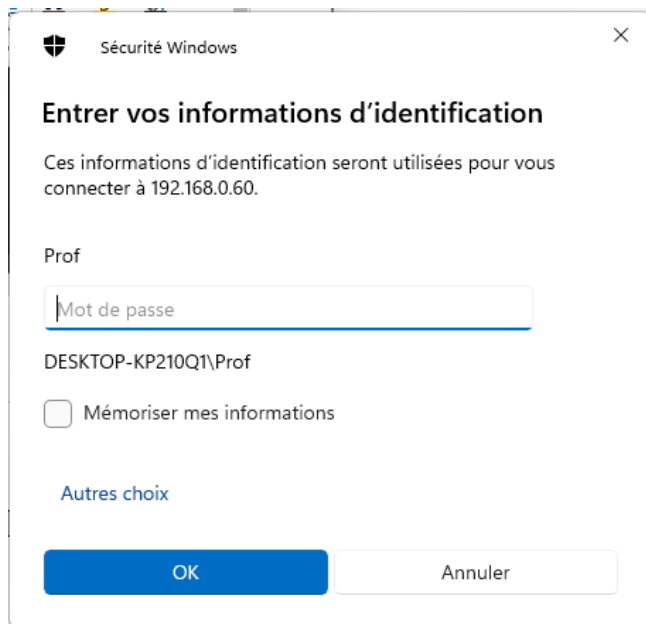 Sécurité Windows
Entrer vos informations d’identification
Ces informations d’identification seront utilisées pour vous
connecter à 192.168.0.60.
Prof
Mot de passe
DESKTOP-KP210Q1\Prof
Mémoriser mes informations
Autres choix
OK
Annuler